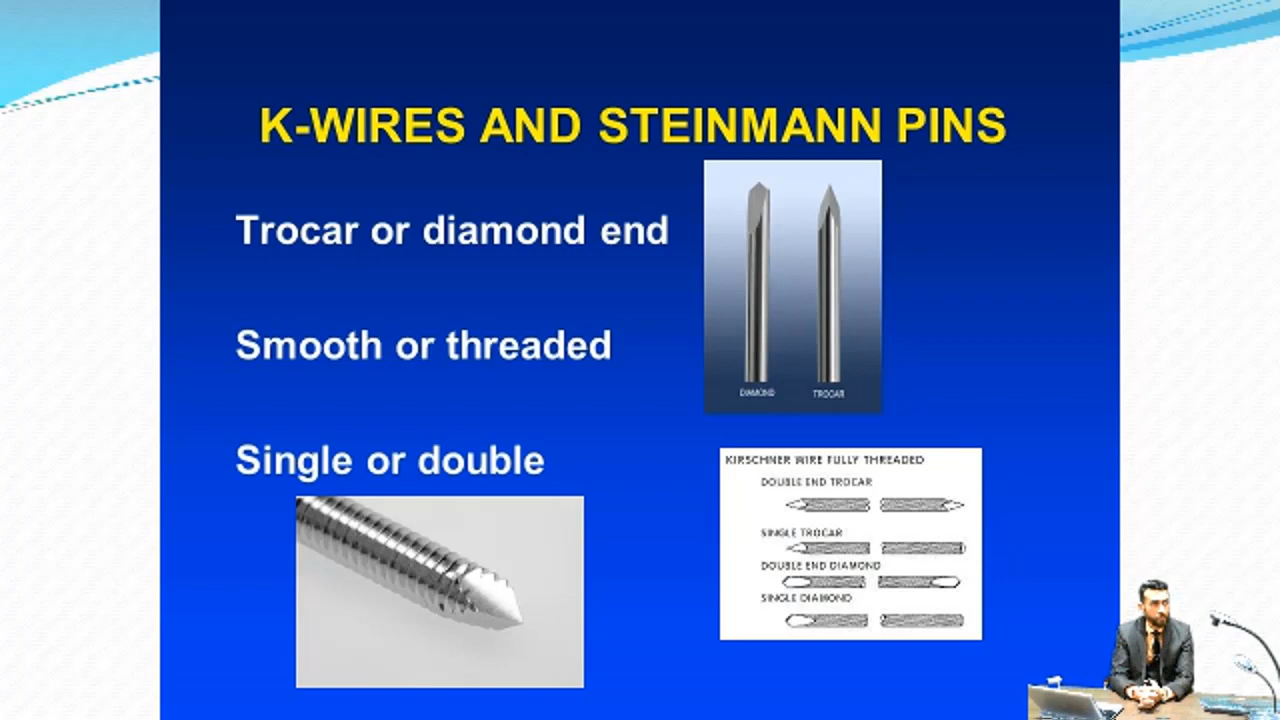 K-WIRES AND STEINMANN PINS
Trocar or diamond end
Smooth or threaded
Single or double
DIAMOND
TROCAR
KIRSCHNER WIRE FULLY THREADED
DOUBLE END TROCAR
SINGLE TROCAR
DOUBLE END DIAMOND
SINGLE DIAMOND